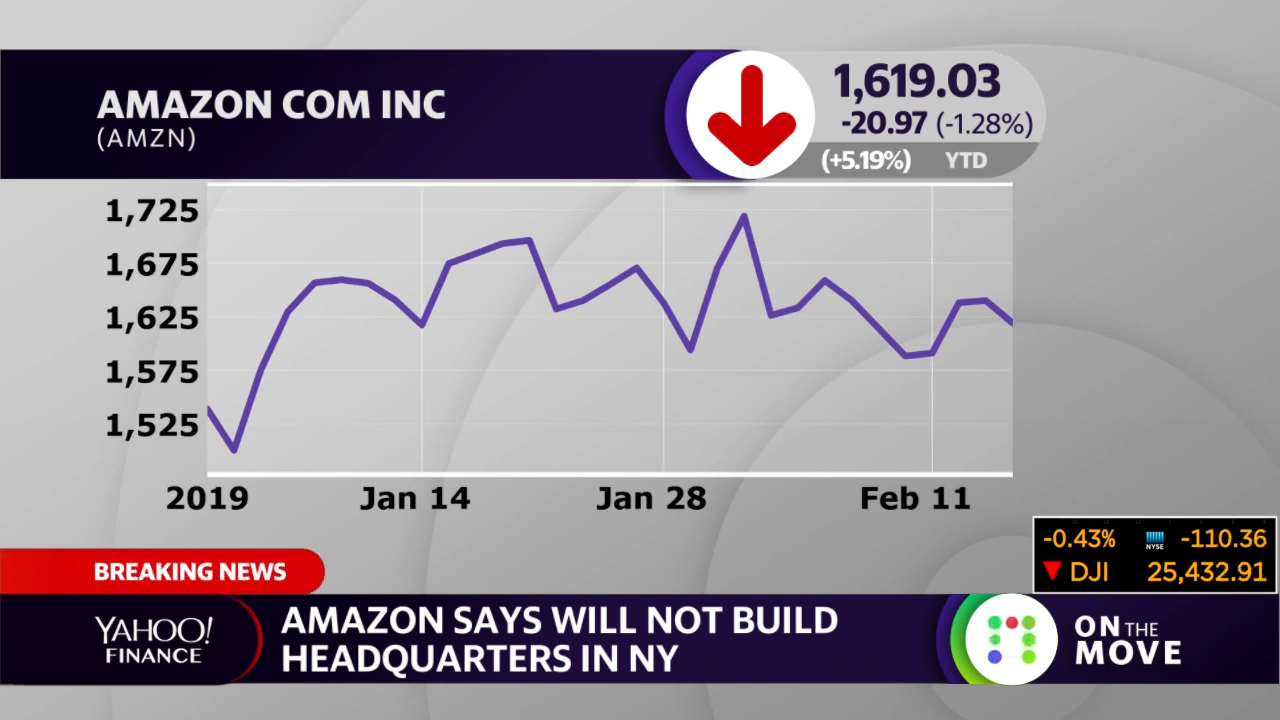 AMAZON COM INC
(AMZN)
1,619.03
-20.97 (-1.28%)
(+5.19%) YTD
1,725
1,675
1,625
1,575
1,525
2019 Jan 14 Jan 28 Feb 11
-0.43% NYSE -110.36
DJI 25,432.91
BREAKING NEWS
YAHOO!
FINANCE
AMAZON SAYS WILL NOT BUILD
HEADQUARTERS IN NY
ON THE
MOVE